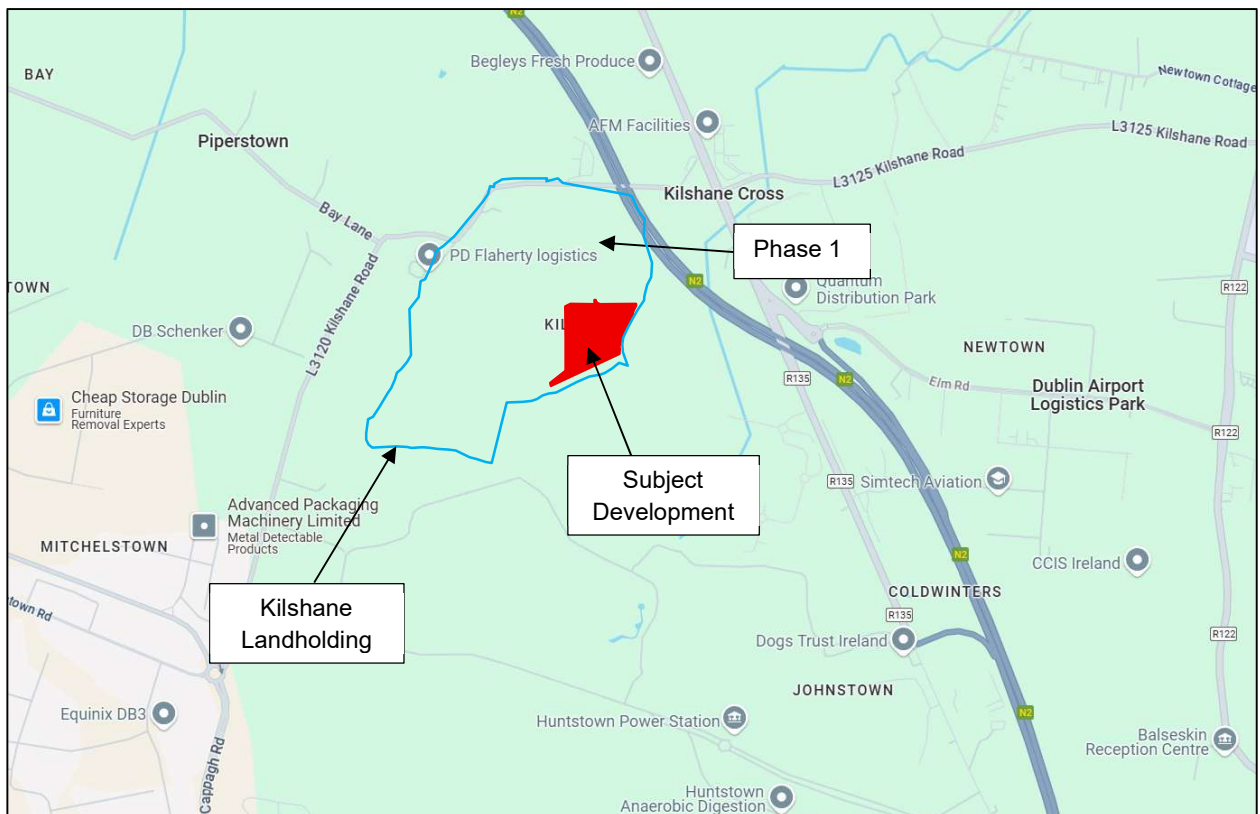 N2
Begleys Fresh Produce
BAY
Newtown Cottage
AFM Facilities
L3125 Kilshane Road
Piperstown
L3125 Kilshane Road
Kilshane Cross
Bay Lane
Phase 1
PD Flaherty logistics
N2
Quantum
Distribution Park
R122
TOWN
L3120 Kilshane Road
DB Schenker
KIL
NEWTOWN
R135
N2
Elm Rd
Dublin Airport
Logistics Park
Cheap Storage Dublin
Furniture
Removal Experts
R122
Subject
Development
R135
Simtech Aviation
Advanced Packaging
Machinery Limited
Metal Detectable
Products
MITCHELSTOWN
N2
CCIS Ireland
COLDWINTERS
Kilshane
Landholding
town Rd
R135
Dogs Trust Ireland
R122
JOHNSTOWN
Equinix DB3
Huntstown Power Station
N2
Balseskin
Reception Centre
Cappagh Rd
Huntstown
Anaerobic Digestion